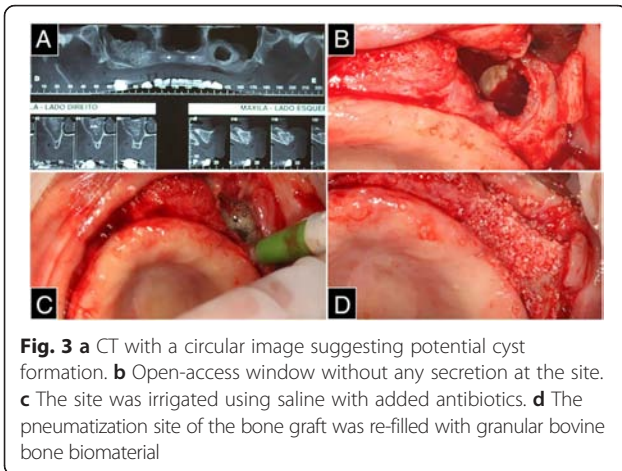 A
B
D
E
LA - LADO DIREITO
MAXILA - LADO ESQUE
C
D
Fig. 3 a CT with a circular image suggesting potential cyst
formation. b Open-access window without any secretion at the site.
c The site was irrigated using saline with added antibiotics. d The
pneumatization site of the bone graft was re-filled with granular bovine
bone biomaterial